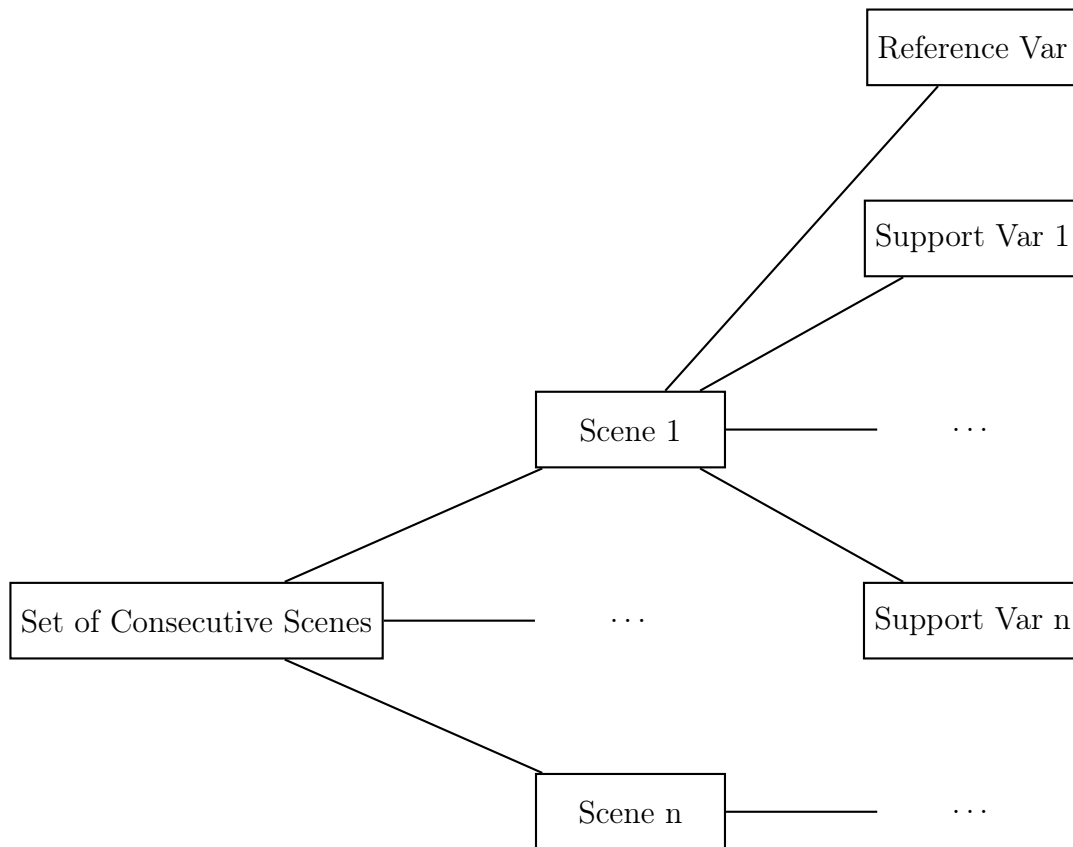 Reference Var
Support Var 1
Scene 1
...
Set of Consecutive Scenes
...
Support Var n
Scene n
...